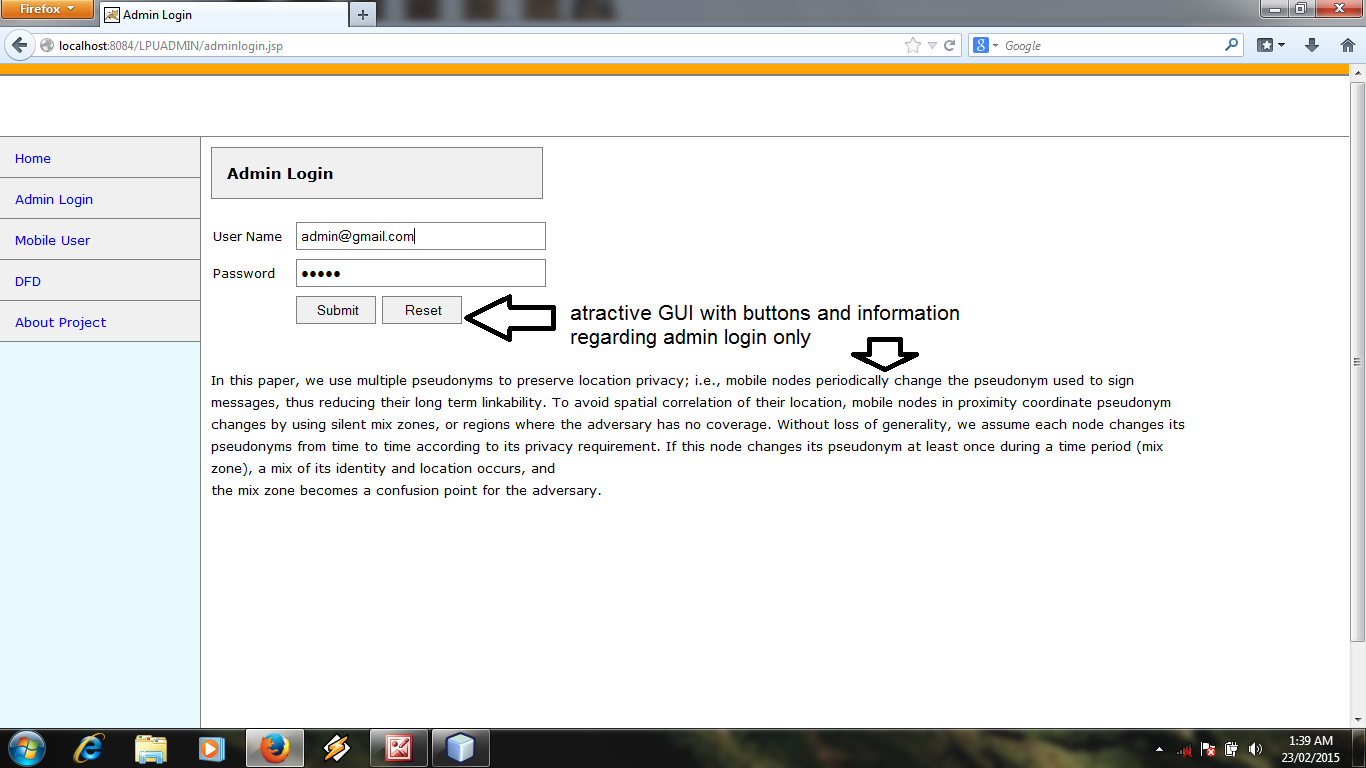 Firefox
Admin Login
localhost:8084/LPUADMIN/adminlogin.jsp
Google
Home
Admin Login
Mobile User
DFD
About Project
Admin Login
User Name
admin@gmail.com
Password
Submit
Reset
atractive GUI with buttons and information
regarding admin login only
In this paper, we use multiple pseudonyms to preserve location privacy; i.e., mobile nodes periodically change the pseudonym used to sign
messages, thus reducing their long term linkability. To avoid spatial correlation of their location, mobile nodes in proximity coordinate pseudonym
changes by using silent mix zones, or regions where the adversary has no coverage. Without loss of generality, we assume each node changes its
pseudonyms from time to time according to its privacy requirement. If this node changes its pseudonym at least once during a time period (mix
zone), a mix of its identity and location occurs, and
the mix zone becomes a confusion point for the adversary.
1:39 AM
23/02/2015